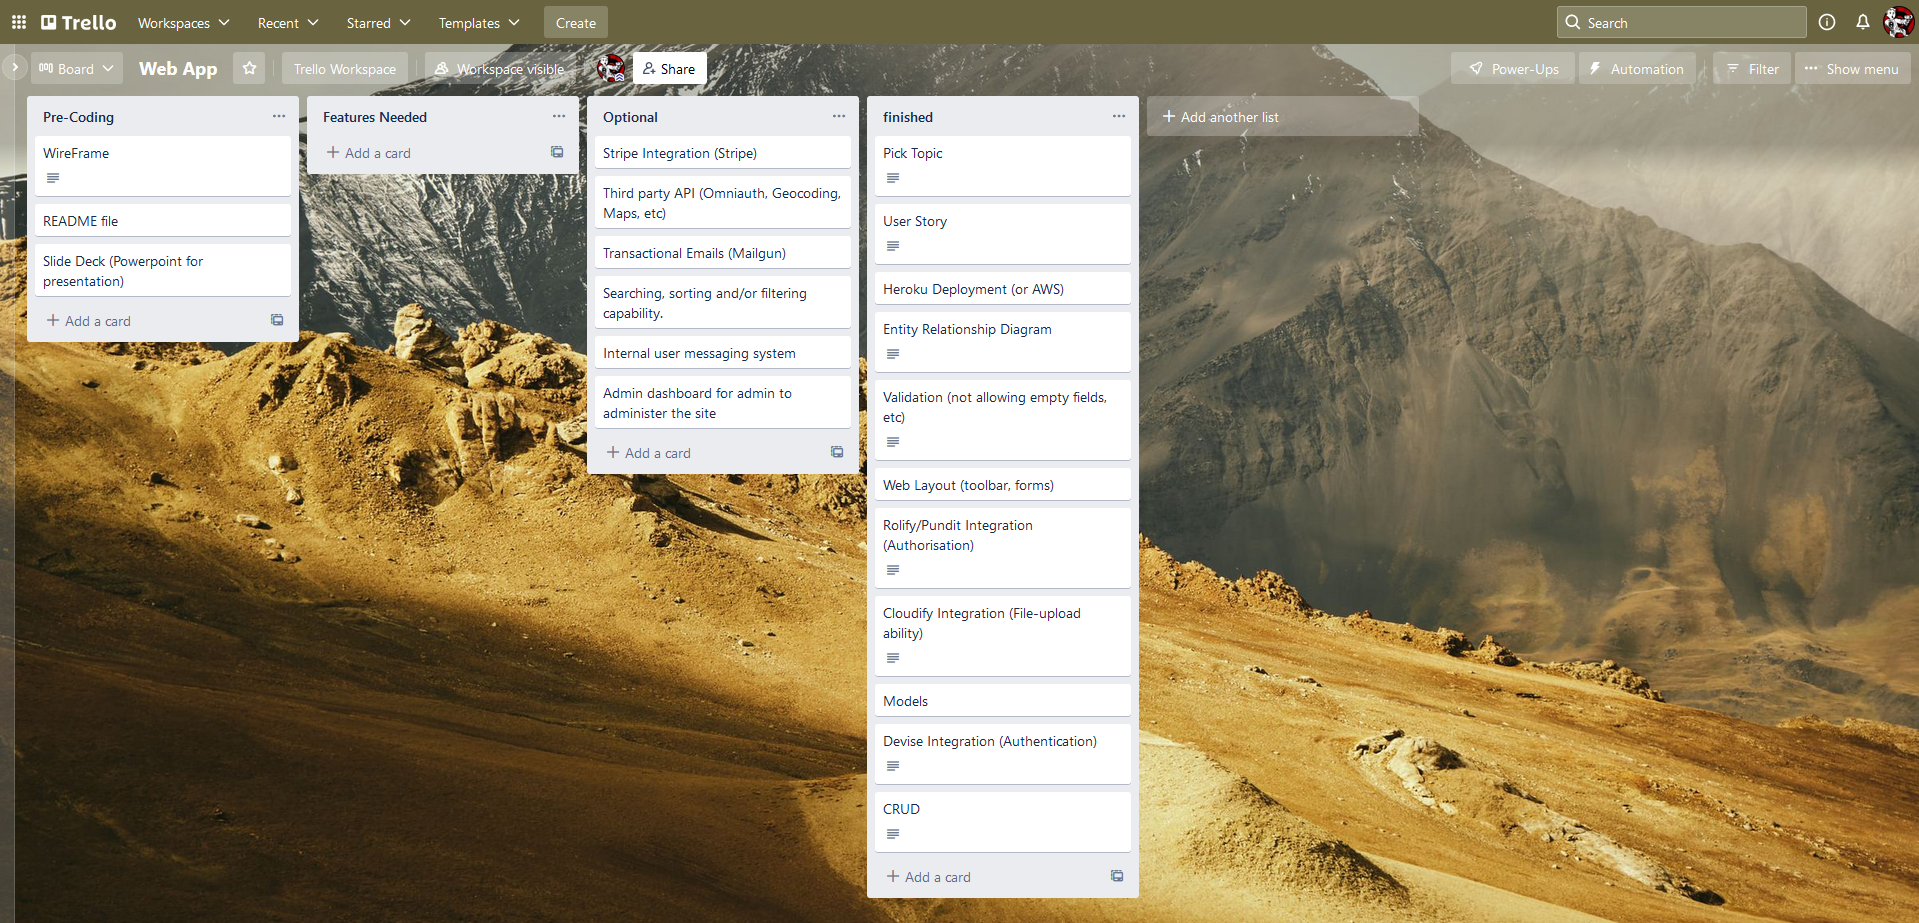 Trello
Workspaces
Recent
Starred
Templates
Create
Search
Board
Web App
Trello Workspace
Workspace visible
Share
Power-Ups
Automation
Filter
Show menu
Pre-Coding
WireFrame
README file
Slide Deck (Powerpoint for
presentation)
Add a card
Features Needed
Add a card
Optional
Stripe Integration (Stripe)
Third party API (Omniauth, Geocoding,
Maps, etc)
Transactional Emails (Mailgun)
Searching, sorting and/or filtering
capability.
Internal user messaging system
Admin dashboard for admin to
administer the site
Add a card
finished
Pick Topic
User Story
Heroku Deployment (or AWS)
Entity Relationship Diagram
Validation (not allowing empty fields,
etc)
Web Layout (toolbar, forms)
Rolify/Pundit Integration
(Authorisation)
Cloudify Integration (File-upload
ability)
Models
Devise Integration (Authentication)
CRUD
Add a card
Add another list